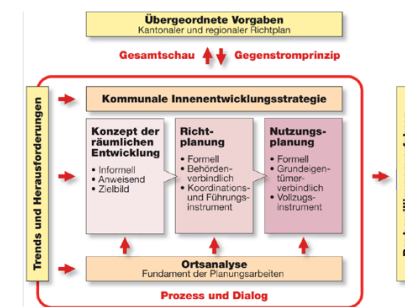 Übergeordnete Vorgaben
Kantonaler und regionaler Richtplan
Gesamtschau
Gegenstromprinzip
Trends und Herausforderungen
Kommunale Innenentwicklungsstrategie
Konzept der
räumlichen
Entwicklung
• Informell
• Anweisend
• Zielbild
Richt-
planung
• Formell
• Behörden-
verbindlich
• Koordinations-
und Führungs-
instrument
Nutzungs-
planung
• Formell
• Grundeigen-
tümer-
verbindlich
• Vollzugs-
instrument
Ortsanalyse
Fundament der Planungsarbeiten
Prozess und Dialog